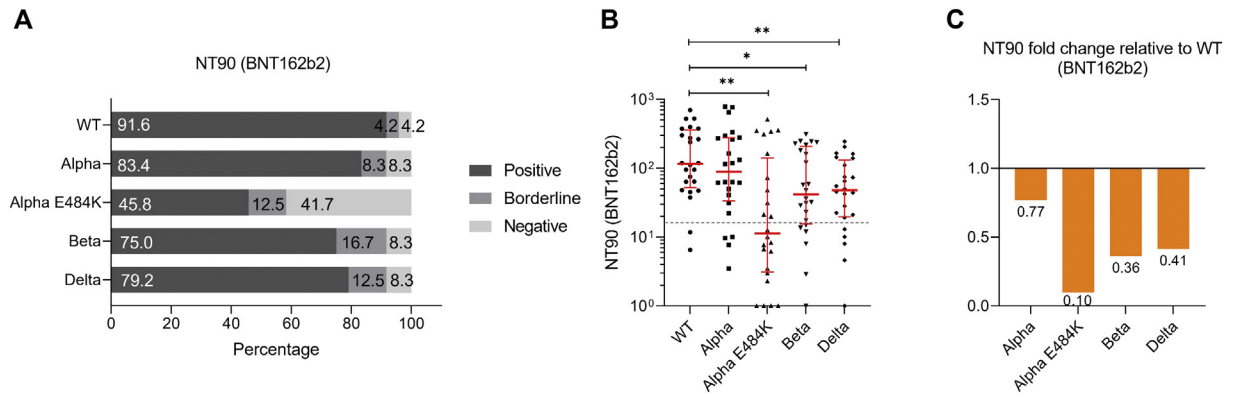 A
NT90 (BNT162b2)
WT
91.6
4.2
4.2
Alpha
83.4
8.3
8.3
Alpha E484K
45.8
12.5
41.7
Beta
75.0
16.7
8.3
Delta
79.2
12.5
8.3
0
20
40
60
80
100
Percentage
Positive
Borderline
Negative
B
**
*
**
NT90 (BNT162b2)
10³
10²
10¹
10⁰
WT
Alpha
Alpha E484K
Beta
Delta
C
NT90 fold change relative to WT
(BNT162b2)
1.5
1.0
0.5
0.0
0.77
0.10
0.36
0.41
Alpha
Alpha E484K
Beta
Delta